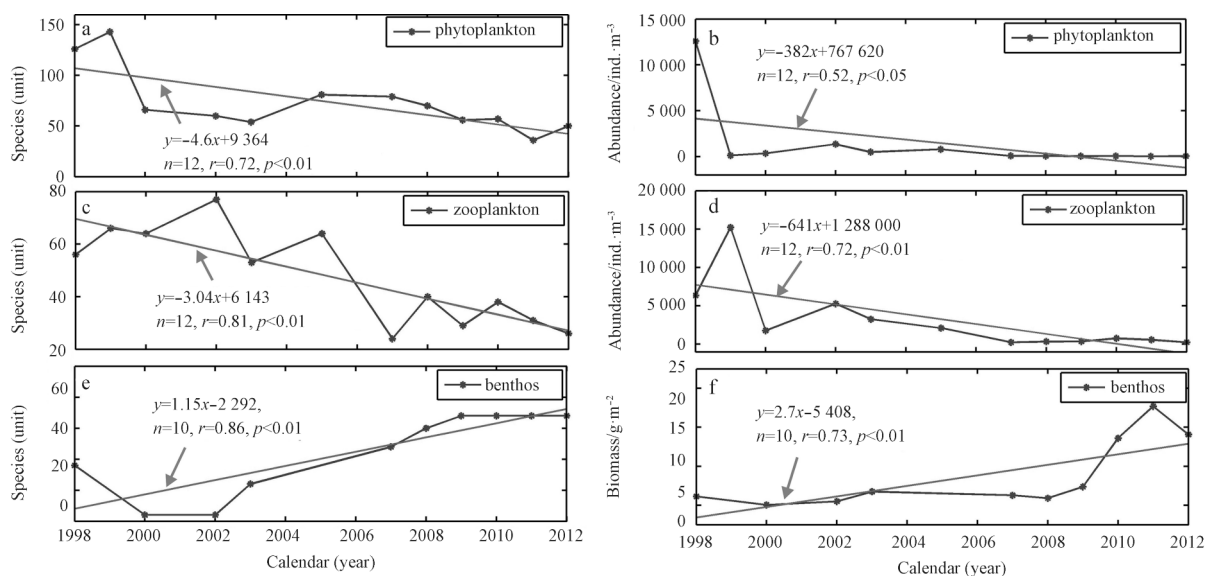 a
phytoplankton
150
100
50
0
Species (unit)
y=−4.6x+9 364
n=12, r=0.72, p<0.01
b
phytoplankton
15 000
10 000
5 000
0
Abundance/ind.·m⁻³
y=−382x+767 620
n=12, r=0.52, p<0.05
c
zooplankton
80
60
40
20
Species (unit)
y=−3.04x+6 143
n=12, r=0.81, p<0.01
d
zooplankton
20 000
15 000
10 000
5 000
0
Abundance/ind.·m⁻³
y=−641x+1 288 000
n=12, r=0.72, p<0.01
e
benthos
60
40
20
0
Species (unit)
y=1.15x−2 292,
n=10, r=0.86, p<0.01
1998 2000 2002 2004 2006 2008 2010 2012
Calendar (year)
f
benthos
25
20
15
10
5
0
Biomass/g·m⁻²
y=2.7x−5 408,
n=10, r=0.73, p<0.01
1998 2000 2002 2004 2006 2008 2010 2012
Calendar (year)